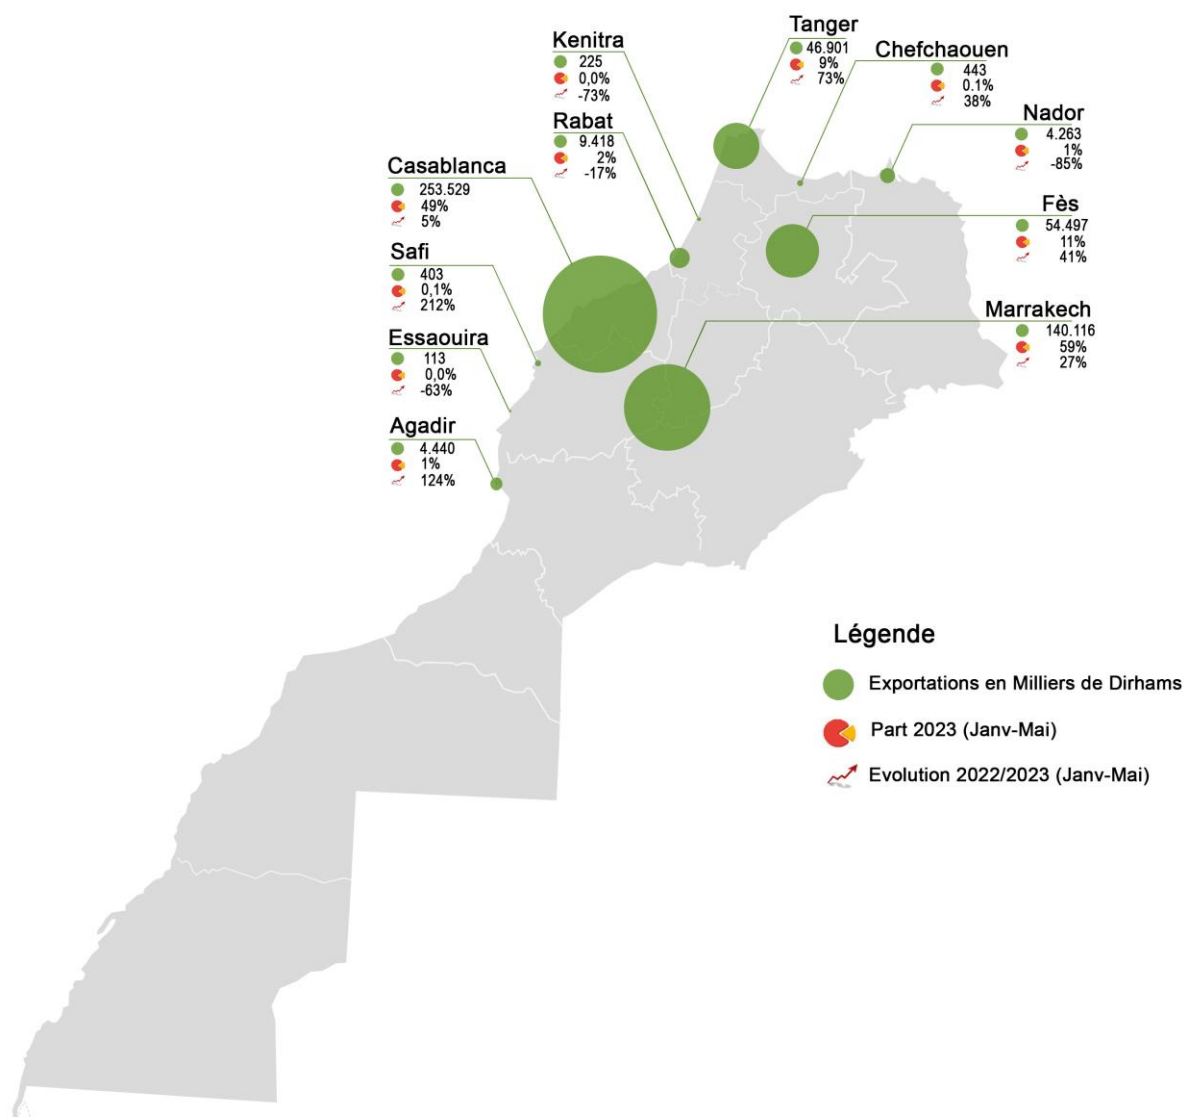 Tanger
46.901
9%
73%
Kenitra
225
0,0%
-73%
Chefchaouen
443
0.1%
38%
Nador
4.263
1%
-85%
Rabat
9.418
2%
-17%
Casablanca
253.529
49%
5%
Fès
54.497
11%
41%
Safi
403
0,1%
212%
Marrakech
140.116
59%
27%
Essaouira
113
0,0%
-63%
Agadir
4.440
1%
124%
Légende
Exportations en Milliers de Dirhams
Part 2023 (Janv-Mai)
Evolution 2022/2023 (Janv-Mai)